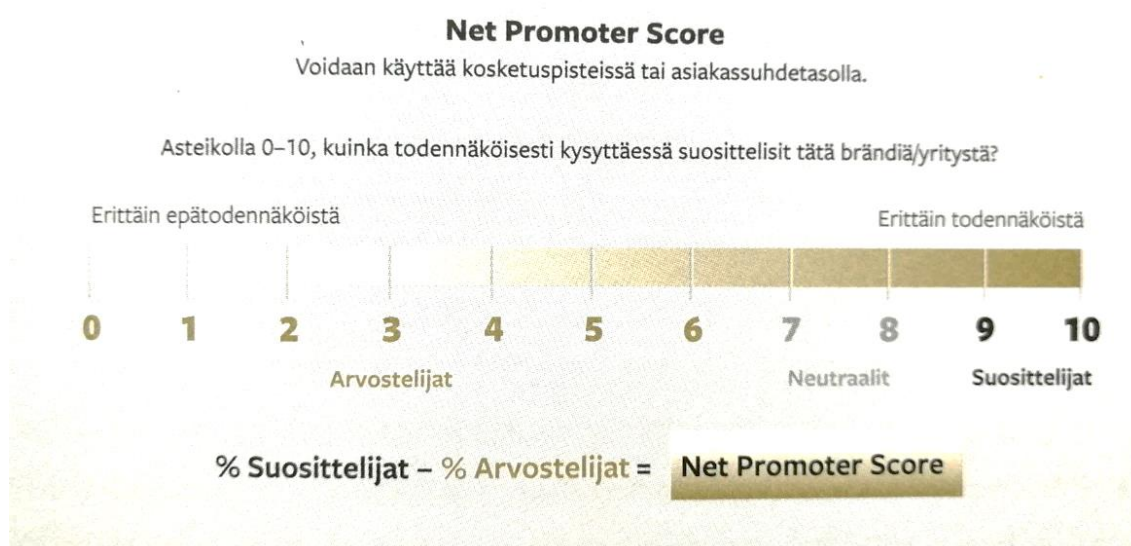 Net Promoter Score
Voidaan käyttää kosketuspisteissä tai asiakassuhdetasolla.
Asteikolla 0–10, kuinka todennäköisesti kysyttäessä suosittelisit tätä brändiä/yritystä?
Erittäin epätodennäköistä Erittäin todennäköistä
0 1 2 3 4 5 6 7 8 9 10
Arvostelijat Neutraalit Suosittelijat
% Suosittelijat – % Arvostelijat = Net Promoter Score